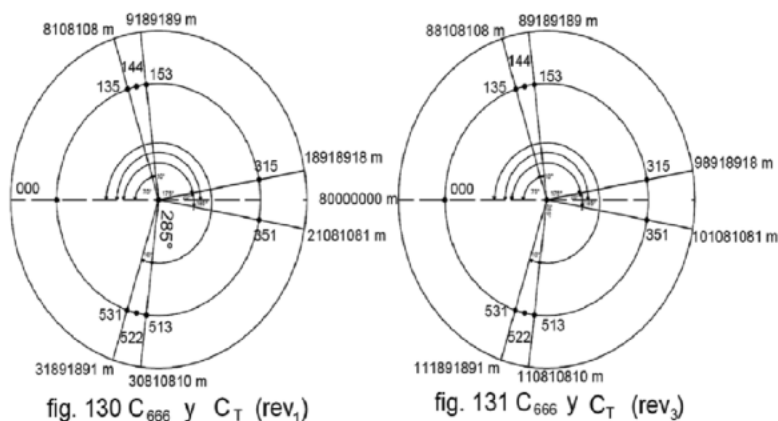 9189189 m
8108108 m
144
135
153
18918918 m
315
000
80000000 m
285°
351
21081081 m
531
513
522
31891891 m
30810810 m
fig. 130 C666 y CT (rev1)
89189189 m
88108108 m
144
135
153
98918918 m
315
000
351
101081081 m
531
513
522
111891891 m
110810810 m
fig. 131 C666 y CT (rev3)